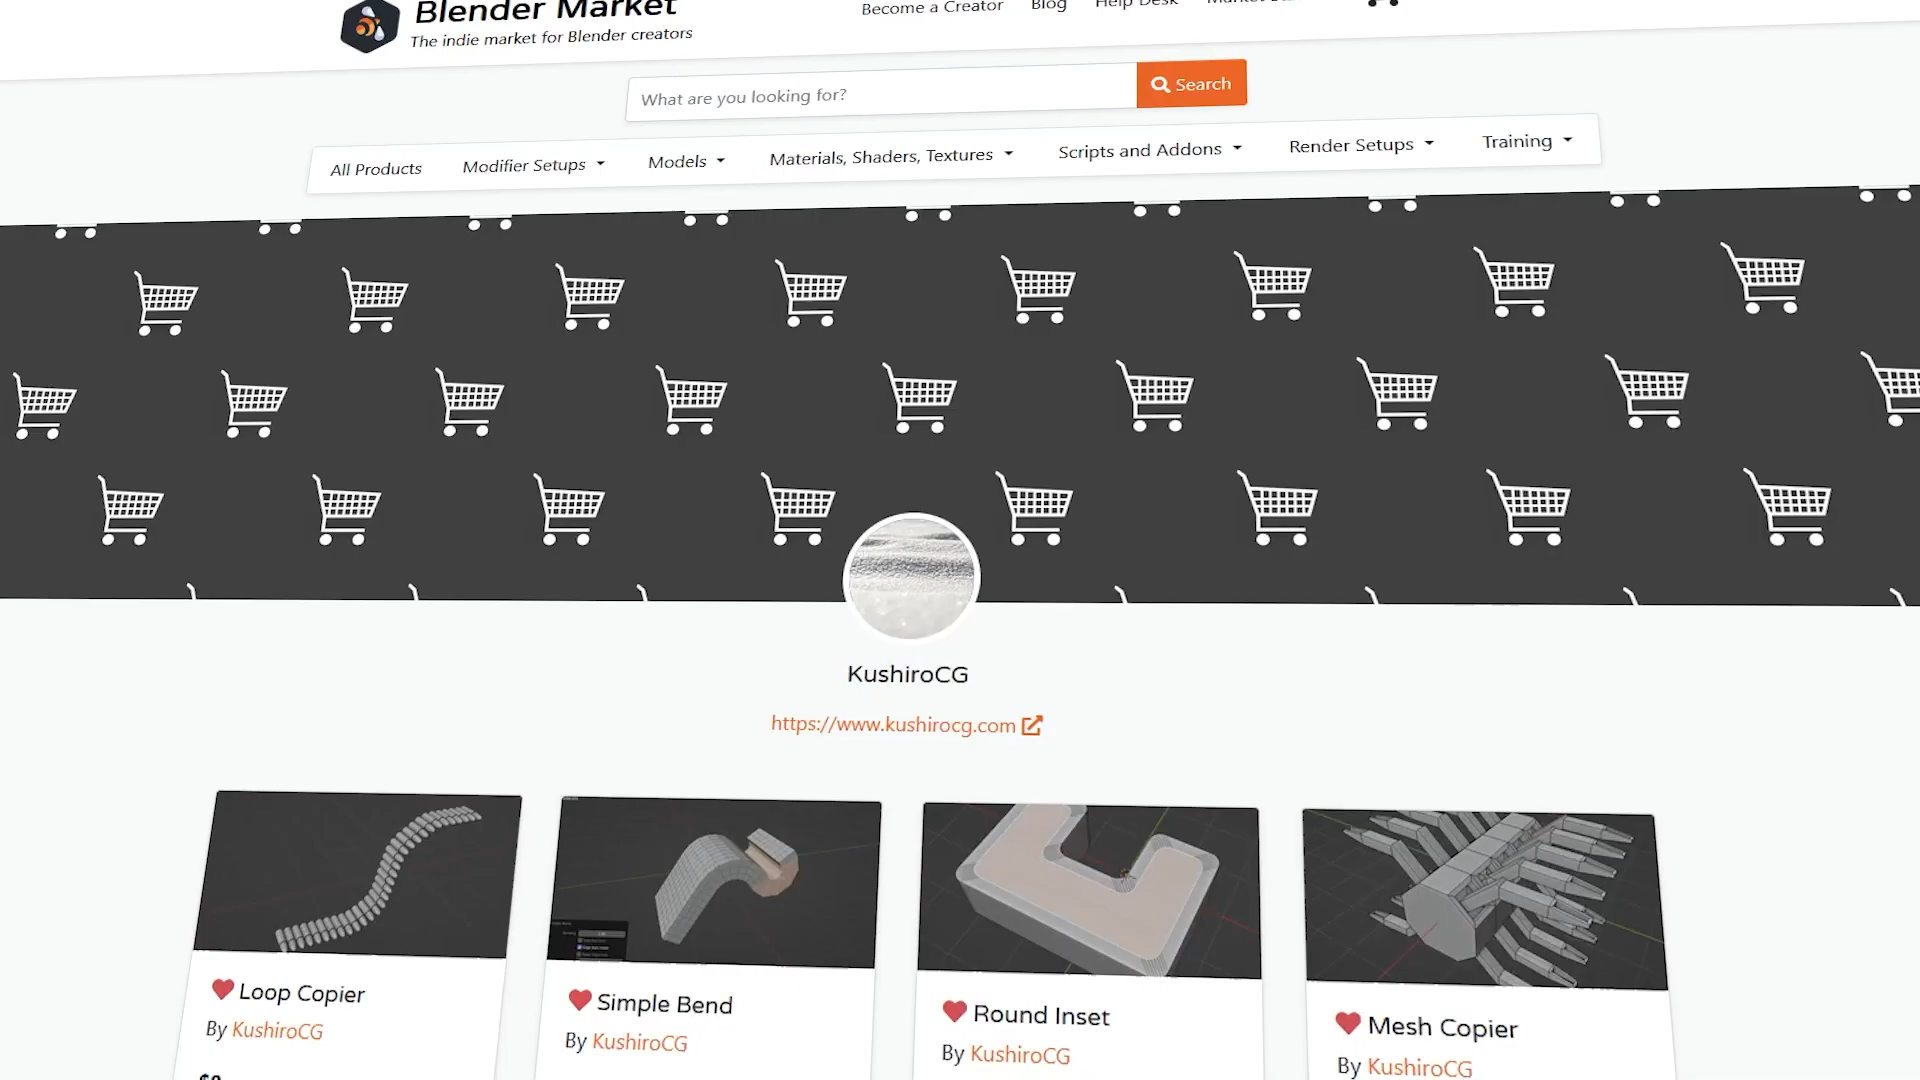 Blender Market
The indie market for Blender creators
Become a Creator
Blog
Help Desk
What are you looking for?
Search
All Products
Modifier Setups
Models
Materials, Shaders, Textures
Scripts and Addons
Render Setups
Training
KushiroCG
https://www.kushirocg.com
Loop Copier
By KushiroCG
Simple Bend
By KushiroCG
Round Inset
By KushiroCG
Mesh Copier
By KushiroCG